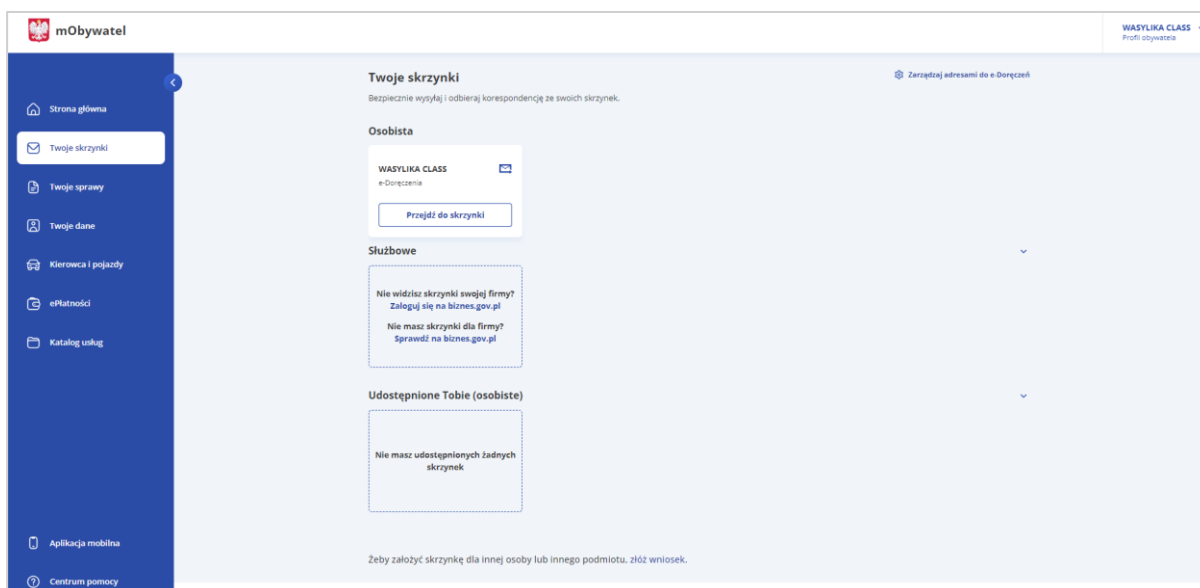 mObywatel
WASYLIKA CLASS
Profil obywatela
Strona główna
Twoje skrzynki
Twoje sprawy
Twoje dane
Kierowca i pojazdy
ePłatności
Katalog usług
Aplikacja mobilna
Centrum pomocy
Twoje skrzynki
Zarządzaj adresami do e-Doręczeń
Bezpiecznie wysyłaj i odbieraj korespondencję ze swoich skrzynek.
Osobista
WASYLIKA CLASS
e-Doręczenia
Przejdź do skrzynki
Służbowe
Nie widzisz skrzynki swojej firmy?
Zaloguj się na biznes.gov.pl
Nie masz skrzynki dla firmy?
Sprawdź na biznes.gov.pl
Udostępnione Tobie (osobiste)
Nie masz udostępnionych żadnych
skrzynek
Żeby założyć skrzynkę dla innej osoby lub innego podmiotu, złóż wniosek.